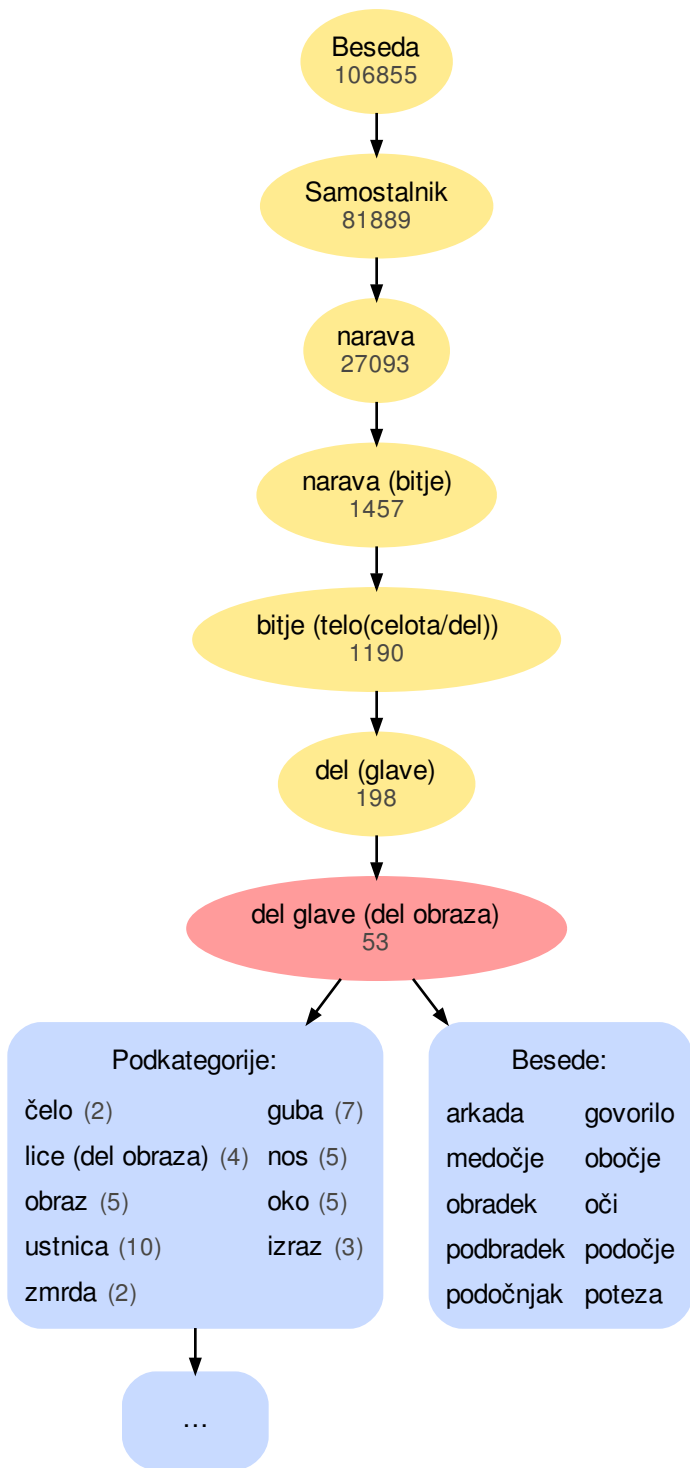 Beseda
106855
Samostalnik
81889
narava
27093
narava (bitje)
1457
bitje (telo(celota/del))
1190
del (glave)
198
del glave (del obraza)
53
Podkategorije:
čelo (2) guba (7)
lice (del obraza) (4) nos (5)
obraz (5) oko (5)
ustnica (10) izraz (3)
zmrda (2)
Besede:
arkada govorilo
medočje obočje
obradek oči
podbradek podočje
podočnjak poteza
...